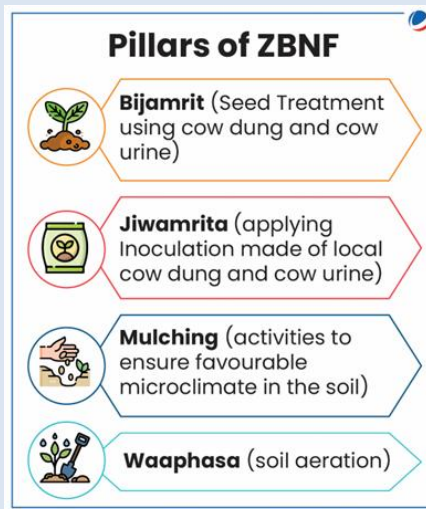 Pillars of ZBNF
Bijamrit (Seed Treatment
using cow dung and cow
urine)
Jiwamrita (applying
Inoculation made of local
cow dung and cow urine)
Mulching (activities to
ensure favourable
microclimate in the soil)
Waaphasa (soil aeration)